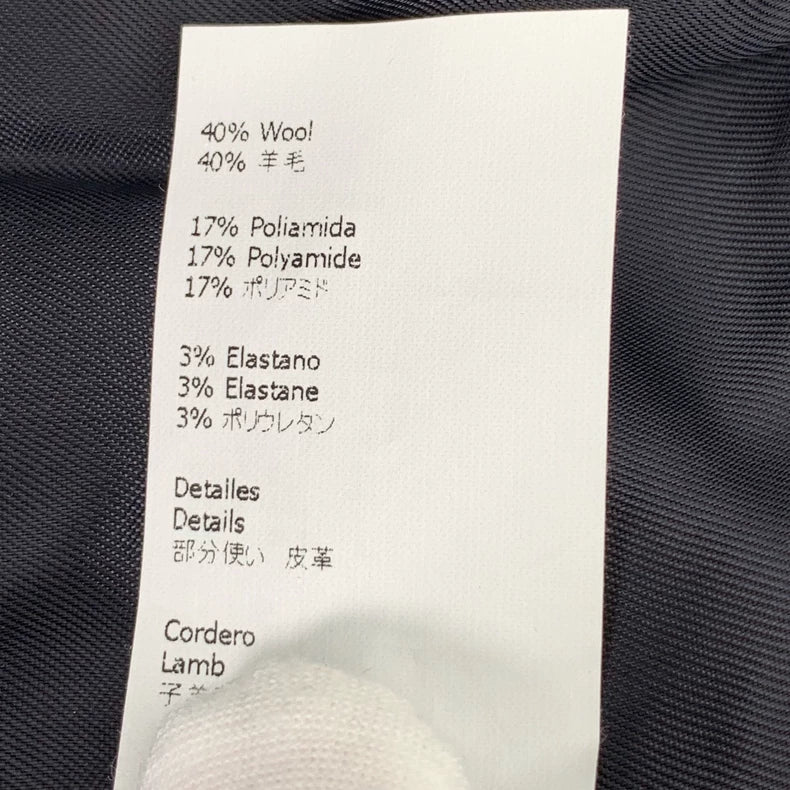 40% Wool
40% 羊毛
17% Poliamida
17% Polyamide
17% ポリアミド
3% Elastano
3% Elastane
3% ポリウレタン
Detailes
Details
部分使い 皮革
Cordero
Lamb